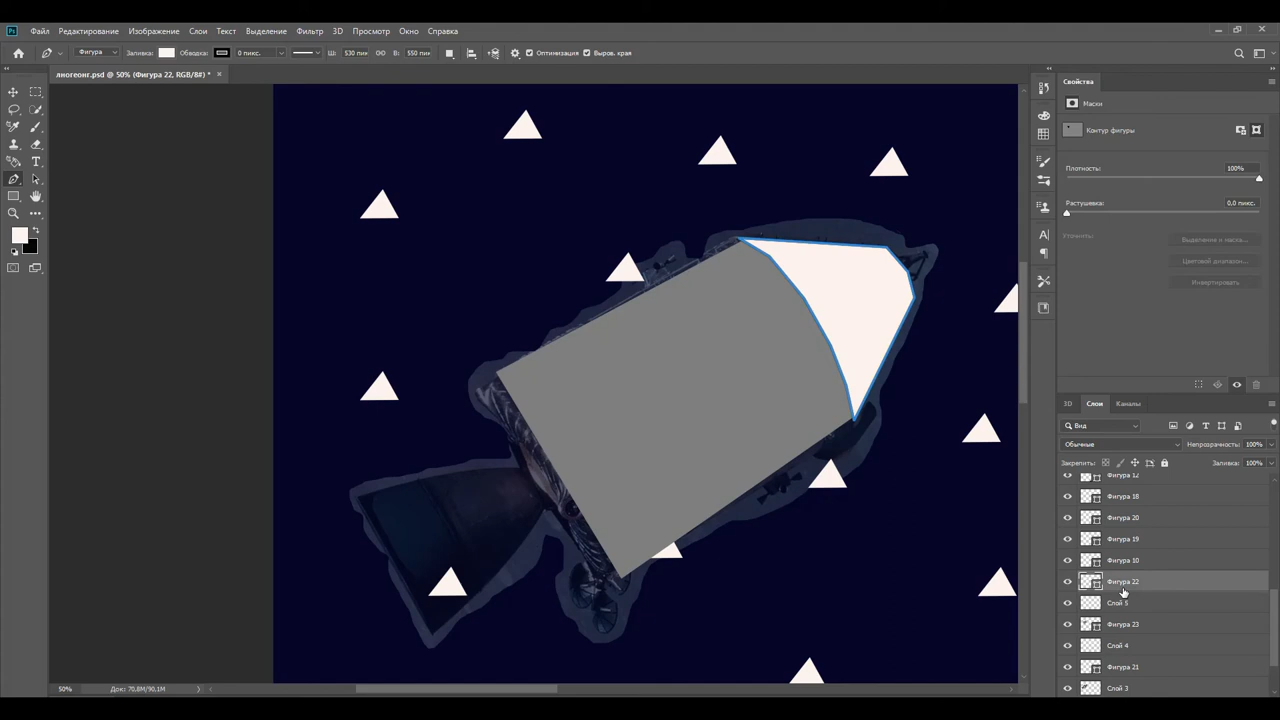 Ps Файл Редактирование Изображение Слои Текст Выделение Фильтр 3D Просмотр Окно Справка
Фигура Заливка: Обводка: 0 пикс. Ш: 530 пик В: 550 пикс Оптимизация Выров. края
лногеонг.psd @ 50% (Фигура 22, RGB/8#) * ×
Свойства
Маски
Контур фигуры
Плотность: 100%
Растушевка: 0,0 пикс.
Уточнить:
Выделение и маска...
Цветовой диапазон...
Инвертировать
3D Слои Каналы
Вид
Обычные Непрозрачность: 100%
Закрепить: Заливка: 100%
Фигура 12
Фигура 18
Фигура 20
Фигура 19
Фигура 10
Фигура 22
Слой 5
Фигура 23
Слой 4
Фигура 21
Слой 3
50% Док: 70,8M/90,1M